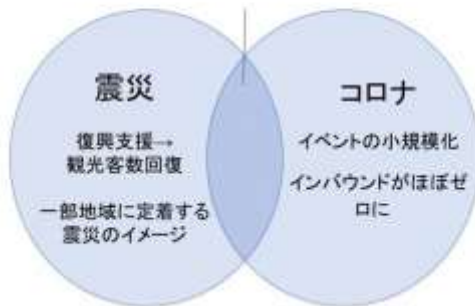 震災
復興支援→
観光客数回復
一部地域に定着する
震災のイメージ
コロナ
イベントの小規模化
インバウンドがほぼゼ
ロに